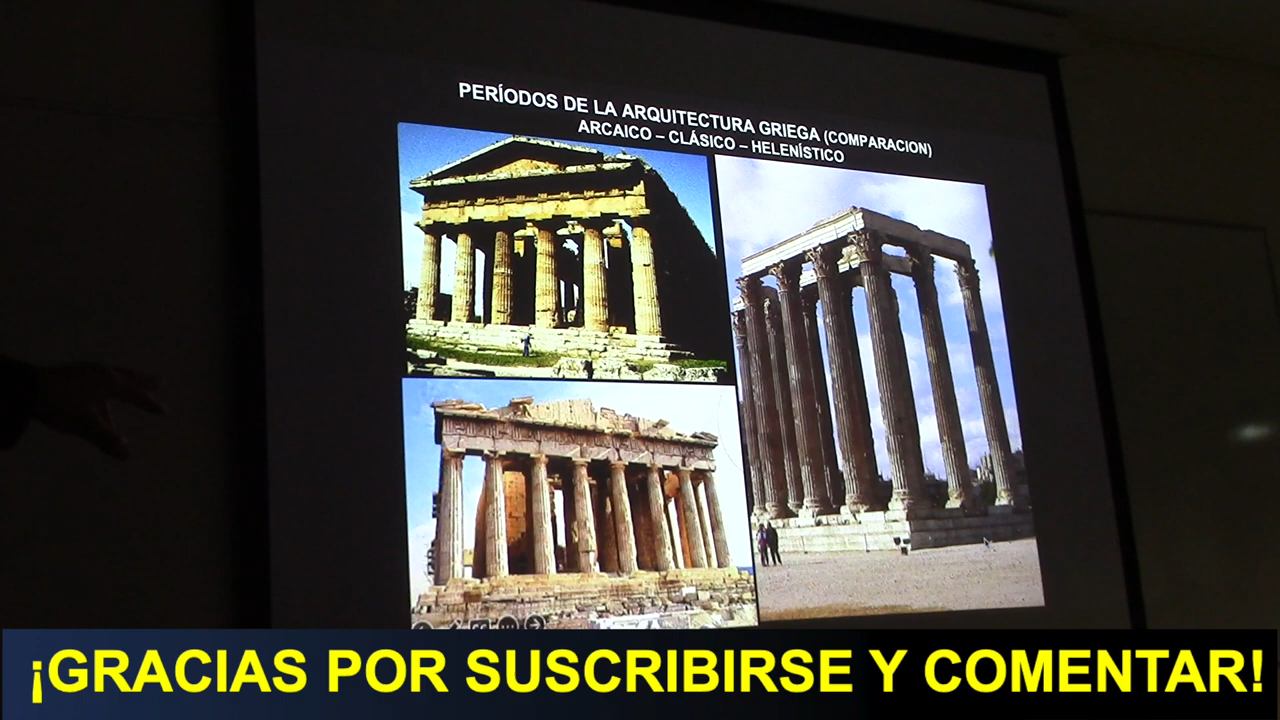 PERÍODOS DE LA ARQUITECTURA GRIEGA (COMPARACION)
ARCAICO – CLÁSICO – HELENÍSTICO
¡GRACIAS POR SUSCRIBIRSE Y COMENTAR!